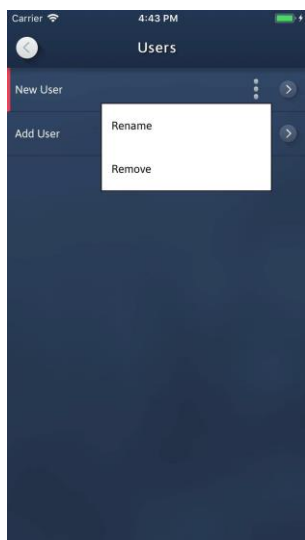 Carrier 4:43 PM
Users
New User
Add User
Rename
Remove